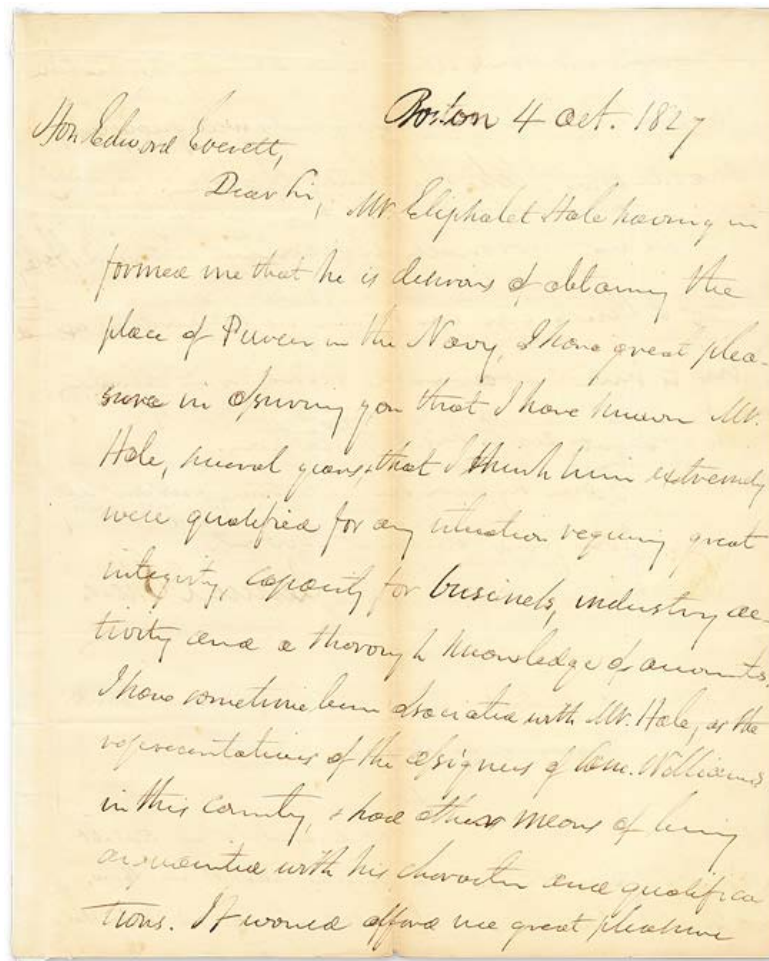 Boston 4 Oct. 1827
Hon Edward Everett,
Dear Sir, Mr. Eliphalet Hale having in
formed me that he is desirous of obtaining the
place of Purser in the Navy, I have great plea-
sure in assuring you that I have known Mr.
Hale, several years, & that I think him extremely
well qualified for any situation requiring great
integrity, capacity for business, industry ac-
tivity and a thorough knowledge of accounts.
I have sometime been associated with Mr. Hale, as the
representatives of the assignees of Williams
in this country, & had other means of being
acquainted with his character and qualifica
tions. It would afford me great pleasure